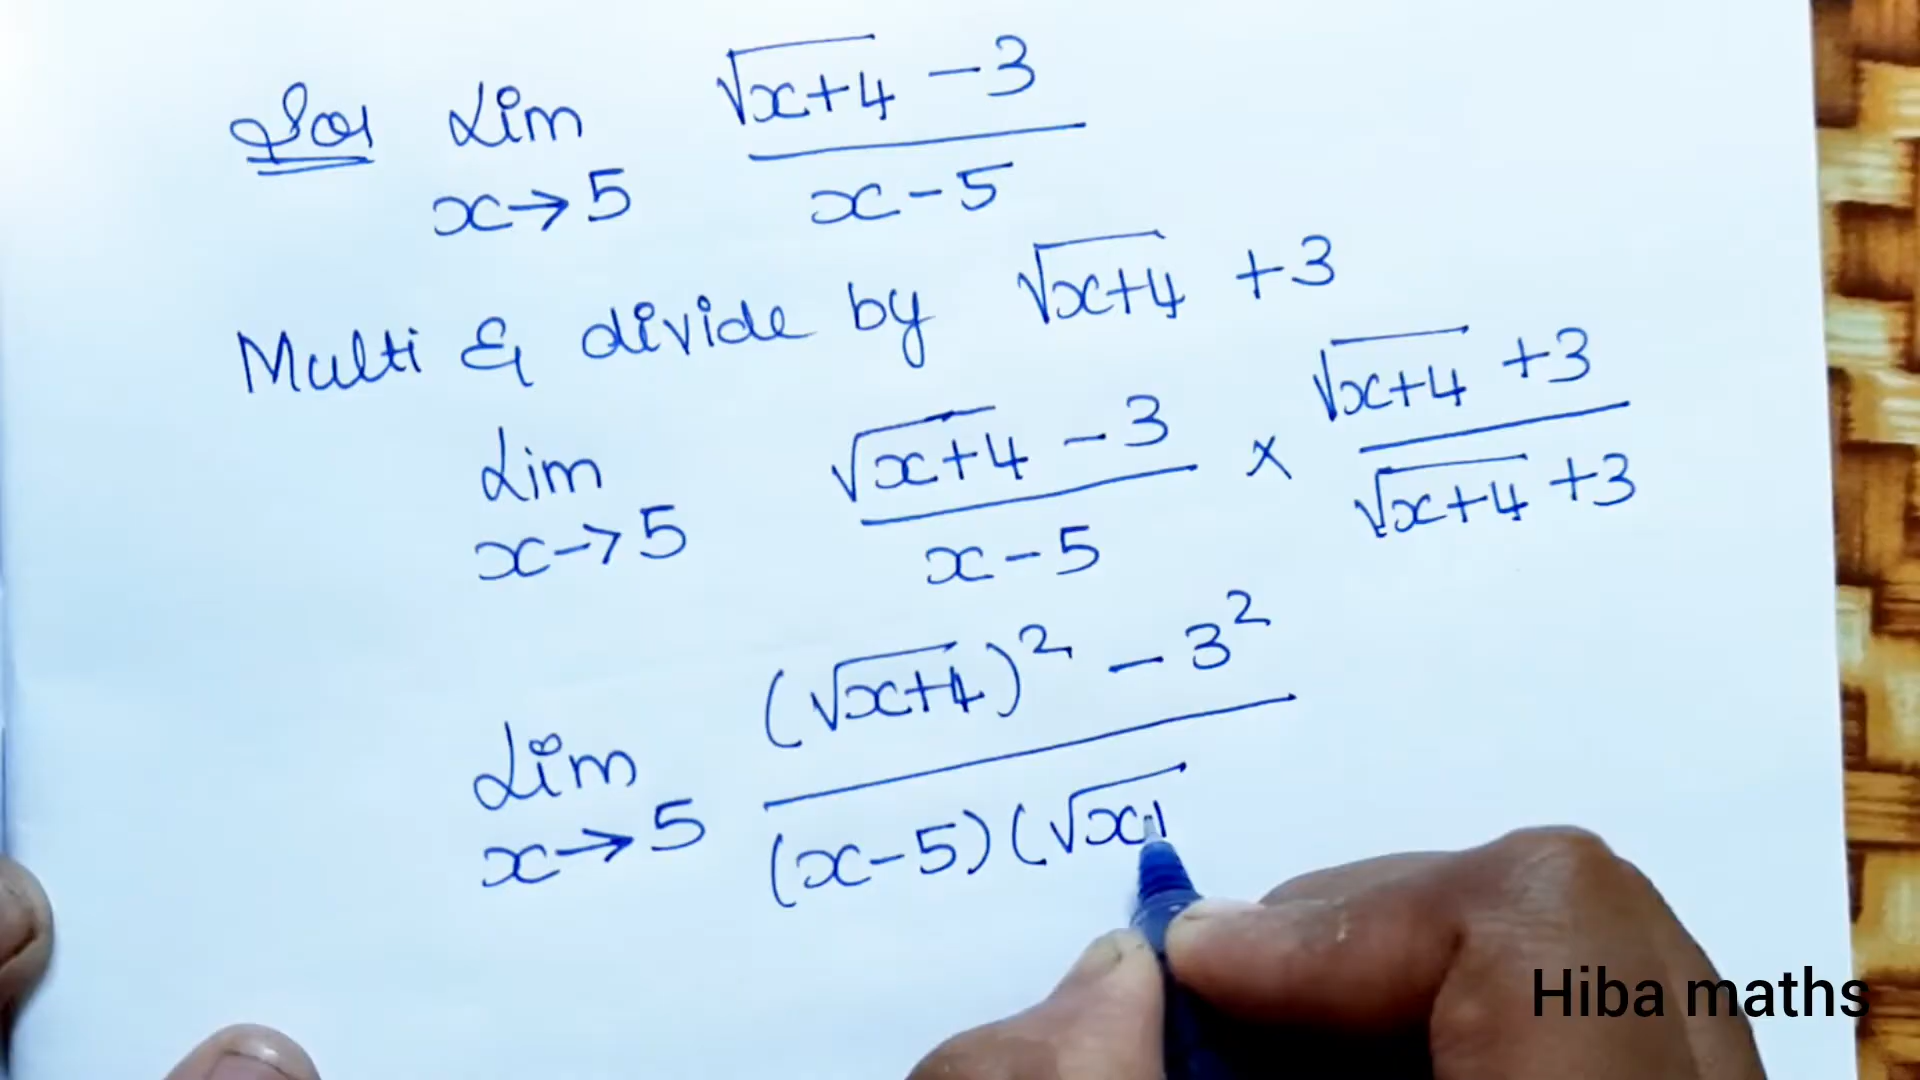 Sol Lim √x+4 - 3
x→5 x-5
Multi & divide by √x+4 +3
Lim √x+4 - 3 × √x+4 +3
x→5 x-5 √x+4 +3
Lim (√x+4)² - 3²
x→5 (x-5)(√x
Hiba maths